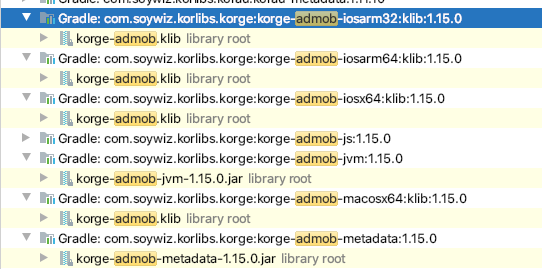 Gradle: com.soywiz.korlibs.korge:korge-admob-iosarm32:klib:1.15.0
korge-admob.klib library root
Gradle: com.soywiz.korlibs.korge:korge-admob-iosarm64:klib:1.15.0
korge-admob.klib library root
Gradle: com.soywiz.korlibs.korge:korge-admob-iosx64:klib:1.15.0
korge-admob.klib library root
Gradle: com.soywiz.korlibs.korge:korge-admob-js:1.15.0
Gradle: com.soywiz.korlibs.korge:korge-admob-jvm:1.15.0
korge-admob-jvm-1.15.0.jar library root
Gradle: com.soywiz.korlibs.korge:korge-admob-macosx64:klib:1.15.0
korge-admob.klib library root
Gradle: com.soywiz.korlibs.korge:korge-admob-metadata:1.15.0
korge-admob-metadata-1.15.0.jar library root